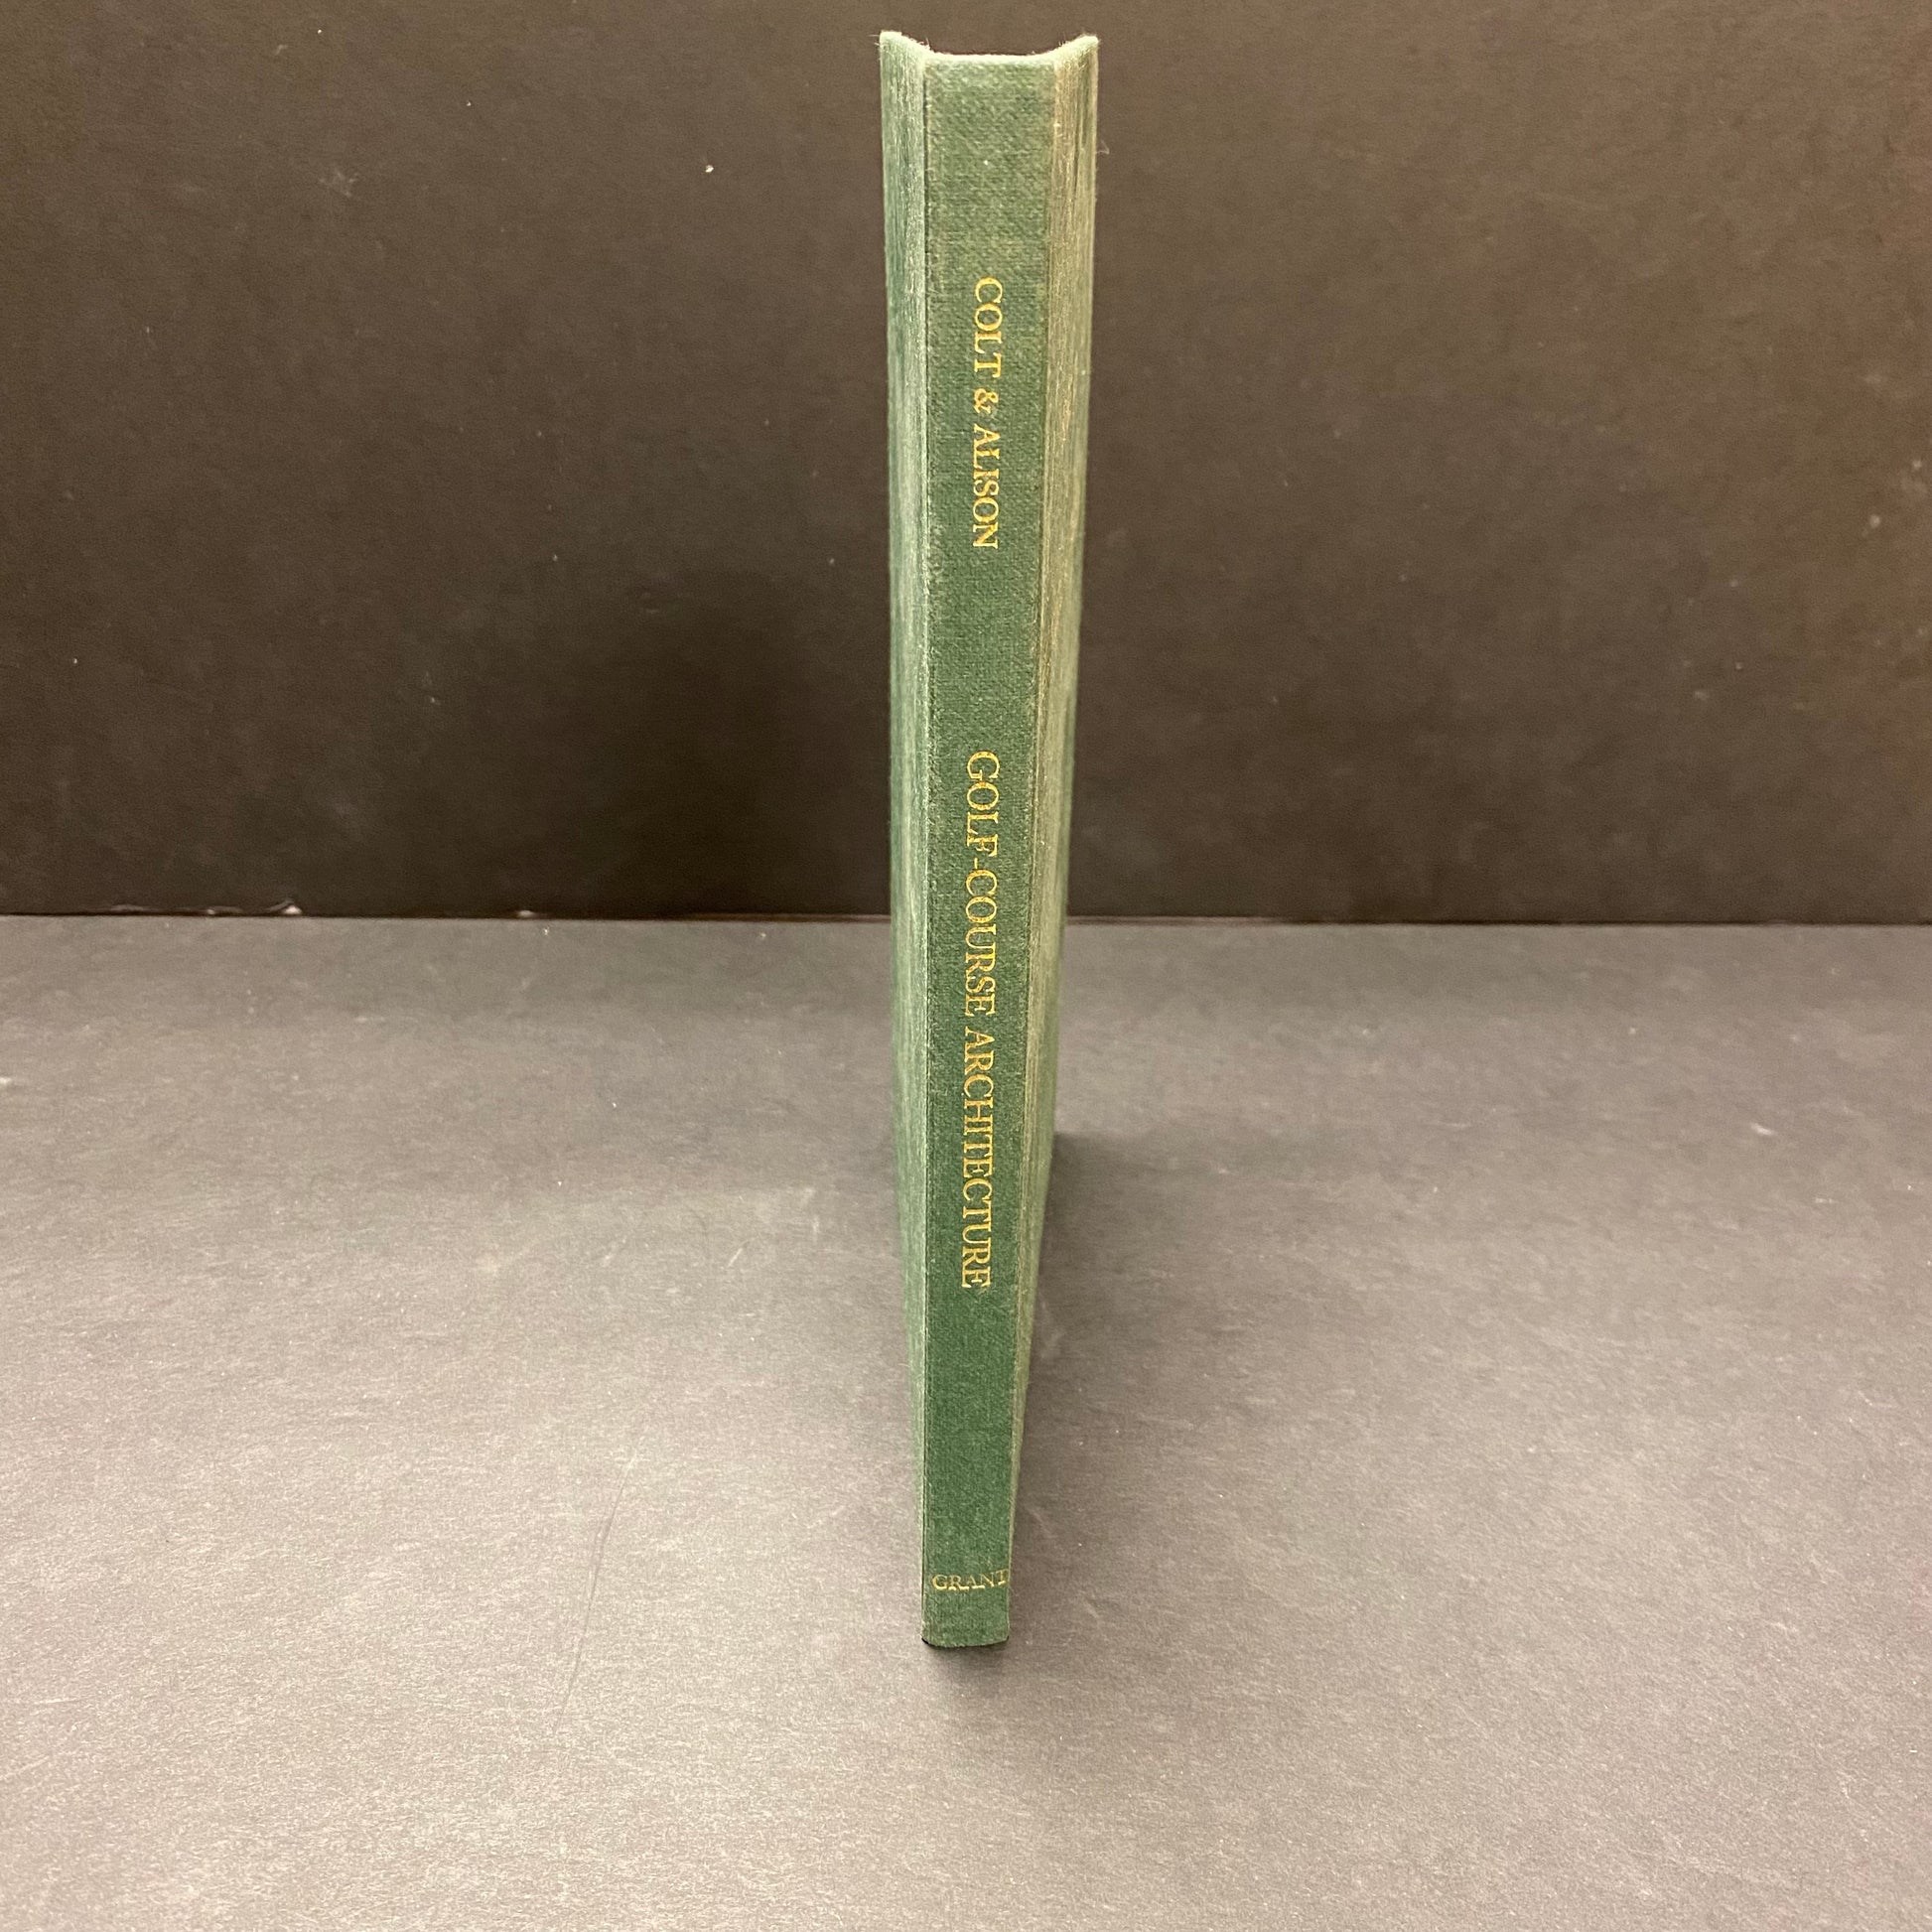 COLT & ALISON
GOLF-COURSE ARCHITECTURE
GRANT